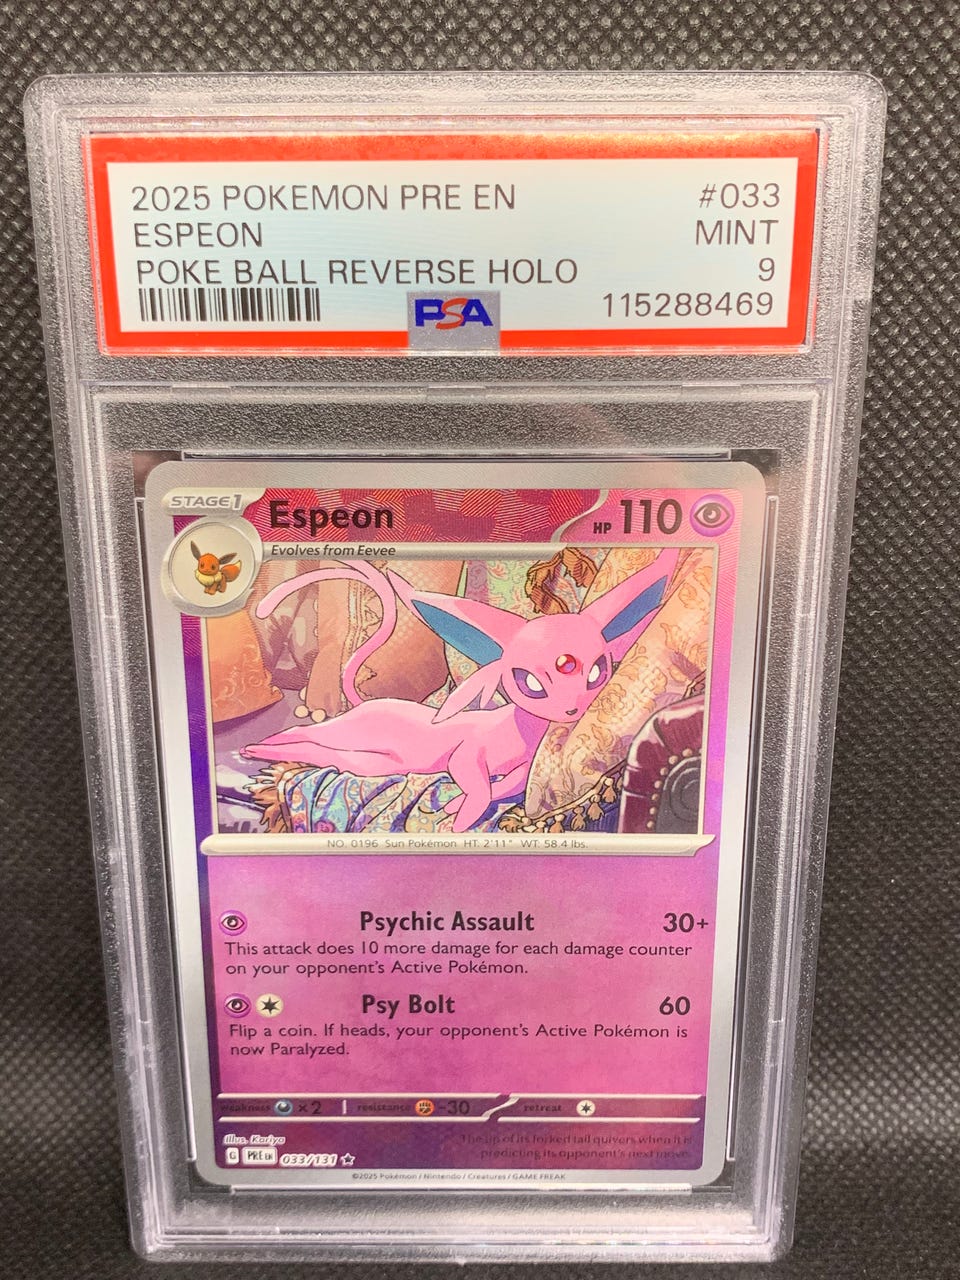 2025 POKEMON PRE EN #033
ESPEON MINT
POKE BALL REVERSE HOLO 9
PSA 115288469
STAGE 1 Espeon HP 110
Evolves from Eevee
NO. 0196 Sun Pokémon HT: 2'11" WT: 58.4 lbs.
Psychic Assault 30+
This attack does 10 more damage for each damage counter
on your opponent's Active Pokémon.
Psy Bolt 60
Flip a coin. If heads, your opponent's Active Pokémon is
now Paralyzed.
weakness ×2 resistance -30 retreat
Illus. Kariya
The tip of its forked tail quivers when it is
G PRE EN 033/131 predicting its opponent's next move.
©2025 Pokémon / Nintendo / Creatures / GAME FREAK